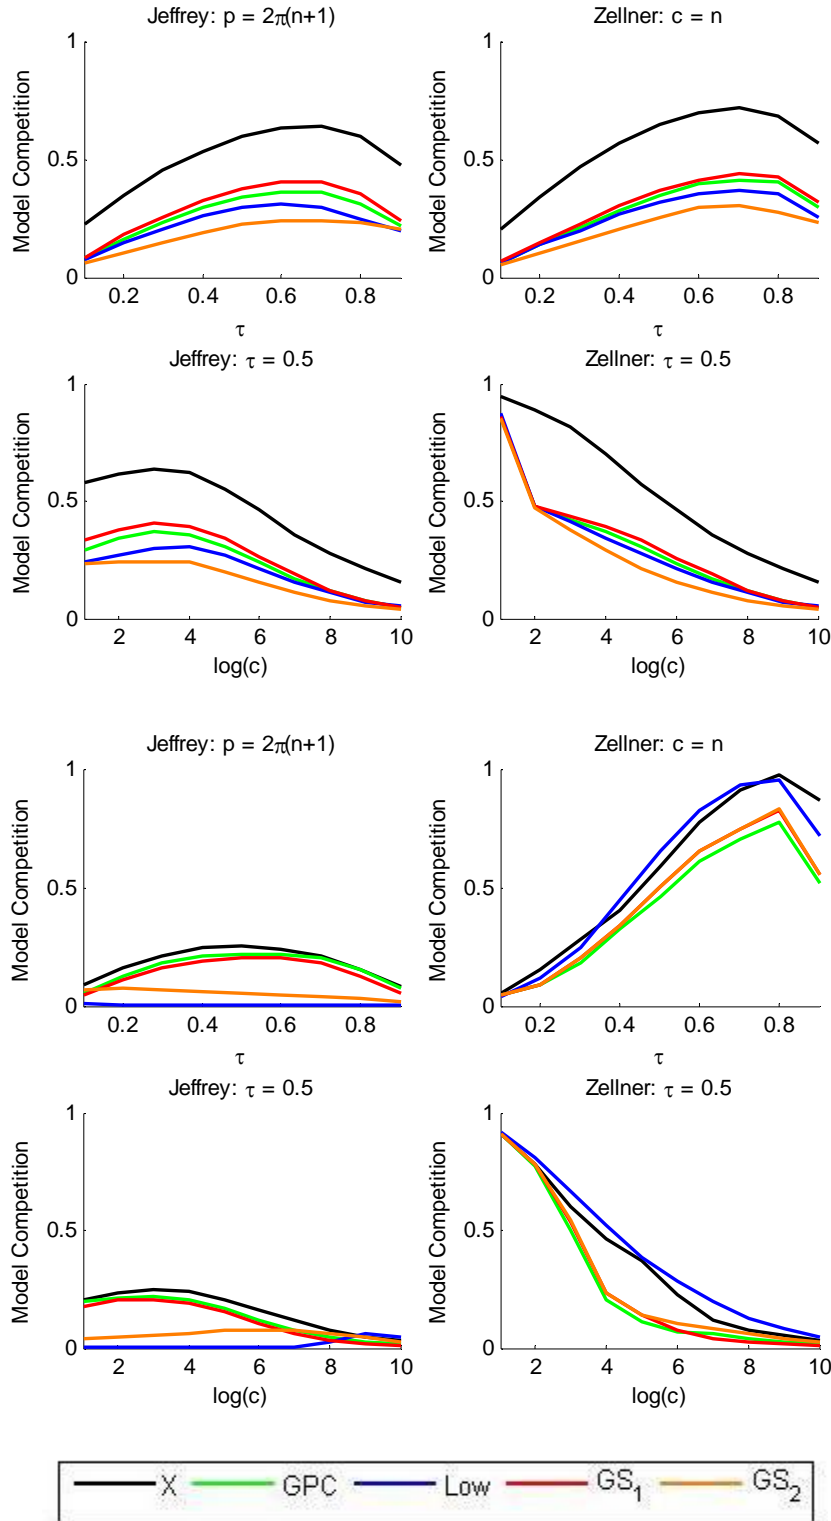 Jeffrey: p = 2π(n+1)
Zellner: c = n
Model Competition
1
0.5
0
0.2 0.4 0.6 0.8
τ
Model Competition
1
0.5
0
0.2 0.4 0.6 0.8
τ
Jeffrey: τ = 0.5
Zellner: τ = 0.5
Model Competition
1
0.5
0
2 4 6 8 10
log(c)
Model Competition
1
0.5
0
2 4 6 8 10
log(c)
Jeffrey: p = 2π(n+1)
Zellner: c = n
Model Competition
1
0.5
0
0.2 0.4 0.6 0.8
τ
Model Competition
1
0.5
0
0.2 0.4 0.6 0.8
τ
Jeffrey: τ = 0.5
Zellner: τ = 0.5
Model Competition
1
0.5
0
2 4 6 8 10
log(c)
Model Competition
1
0.5
0
2 4 6 8 10
log(c)
X GPC Low GS₁ GS₂